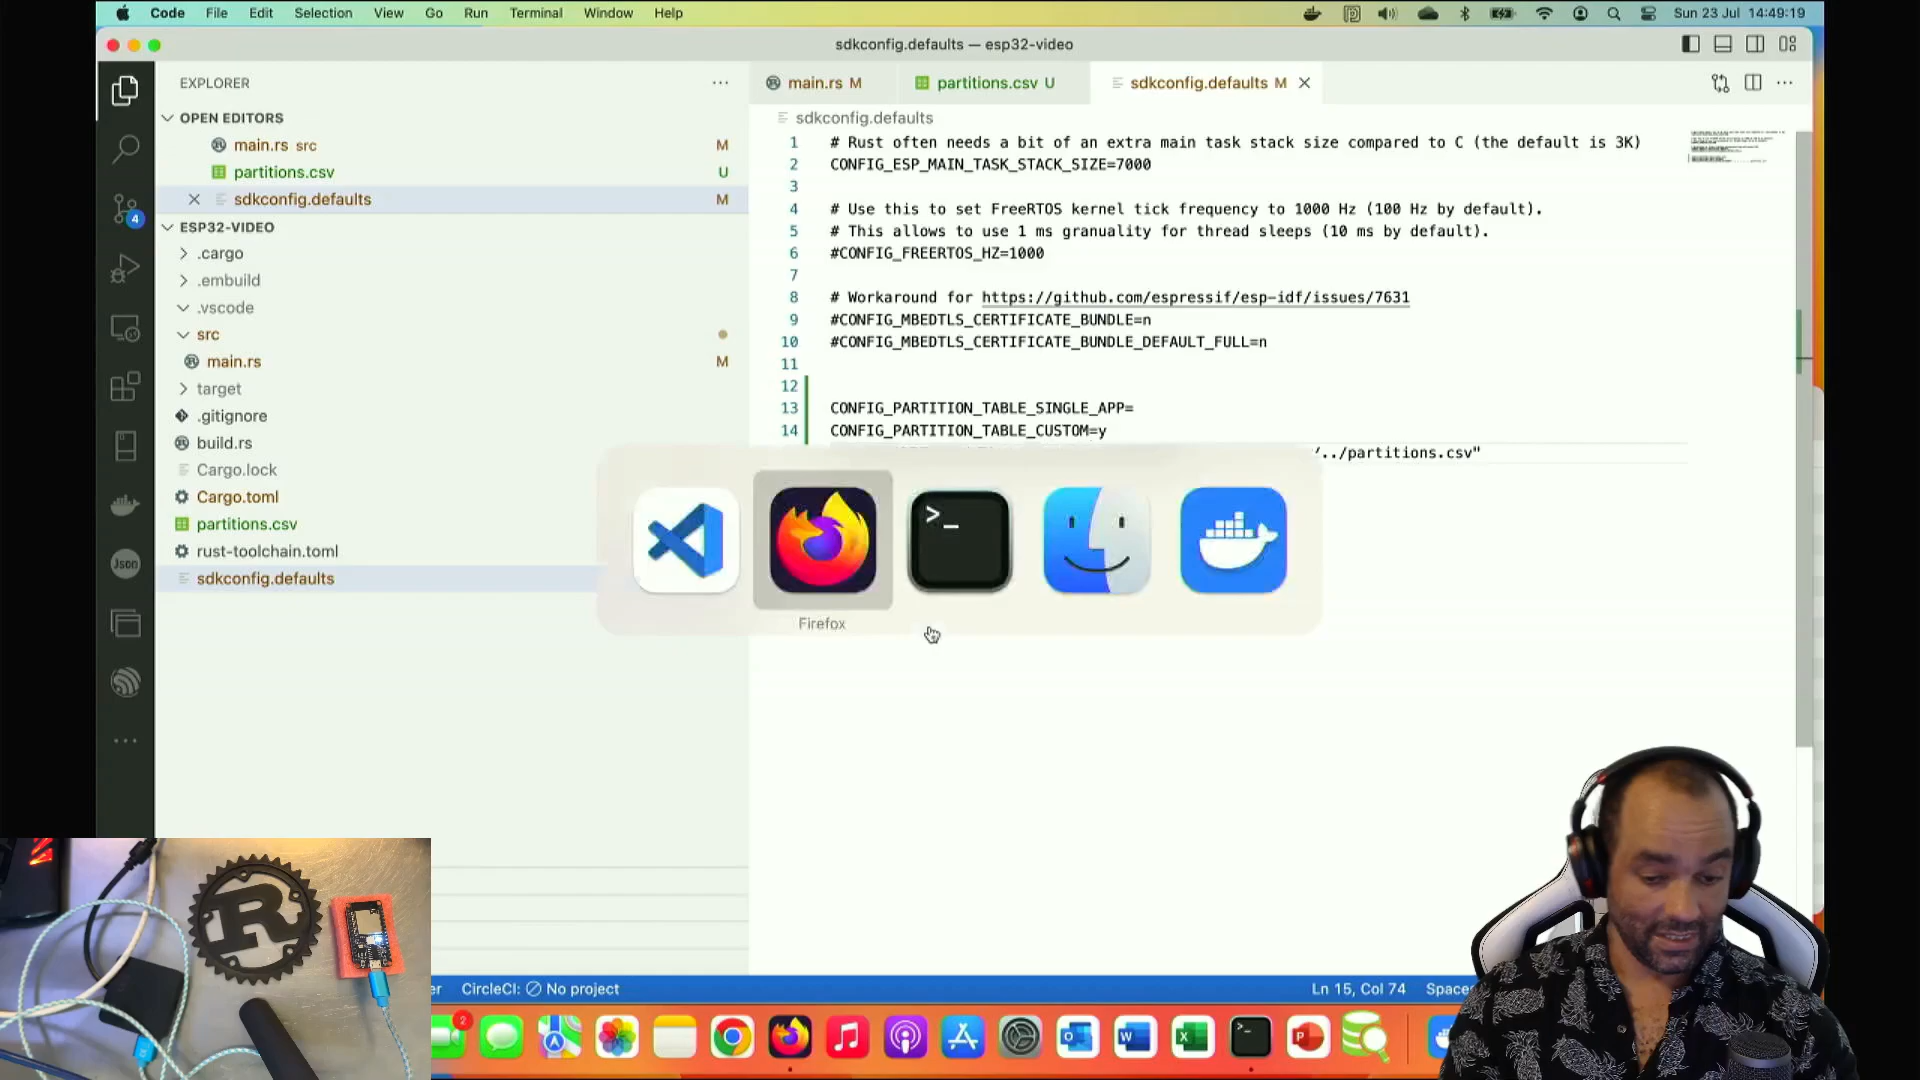 Code File Edit Selection View Go Run Terminal Window Help
Sun 23 Jul 14:49:19
sdkconfig.defaults — esp32-video
EXPLORER
OPEN EDITORS
main.rs src M
partitions.csv U
sdkconfig.defaults M
ESP32-VIDEO
.cargo
.embuild
.vscode
src
main.rs M
target
.gitignore
build.rs
Cargo.lock
Cargo.toml
partitions.csv
rust-toolchain.toml
sdkconfig.defaults
4
Json
main.rs M
partitions.csv U
sdkconfig.defaults M
sdkconfig.defaults
1 # Rust often needs a bit of an extra main task stack size compared to C (the default is 3K)
2 CONFIG_ESP_MAIN_TASK_STACK_SIZE=7000
3
4 # Use this to set FreeRTOS kernel tick frequency to 1000 Hz (100 Hz by default).
5 # This allows to use 1 ms granuality for thread sleeps (10 ms by default).
6 #CONFIG_FREERTOS_HZ=1000
7
8 # Workaround for https://github.com/espressif/esp-idf/issues/7631
9 #CONFIG_MBEDTLS_CERTIFICATE_BUNDLE=n
10 #CONFIG_MBEDTLS_CERTIFICATE_BUNDLE_DEFAULT_FULL=n
11
12
13 CONFIG_PARTITION_TABLE_SINGLE_APP=
14 CONFIG_PARTITION_TABLE_CUSTOM=y
/../partitions.csv"
>_
Firefox
R
er CircleCI: No project
Ln 15, Col 74 Spaces
2